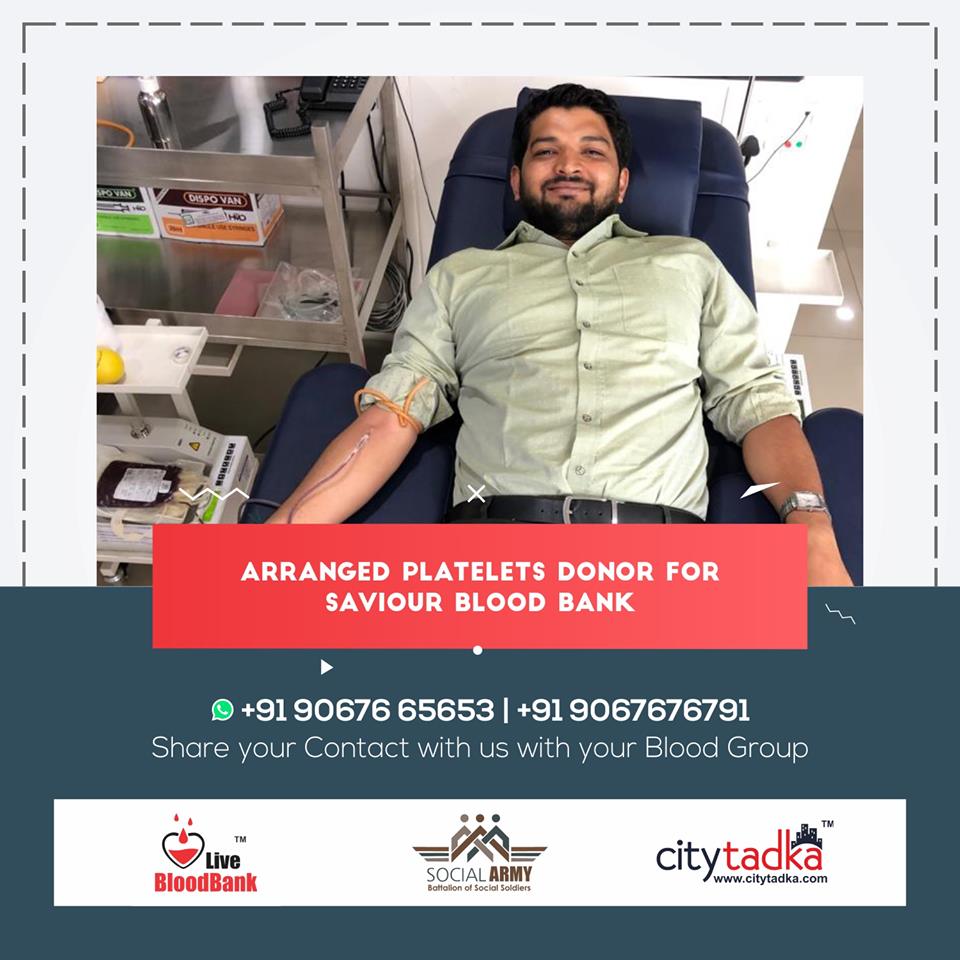 SPO VAN
DISPO VAN
ARRANGED PLATELETS DONOR FOR
SAVIOUR BLOOD BANK
+91 90676 65653 | +91 9067676791
Share your Contact with us with your Blood Group
Live TM
BloodBank
SOCIAL ARMY
Battalion of Social Soldiers
citytadka TM
www.citytadka.com